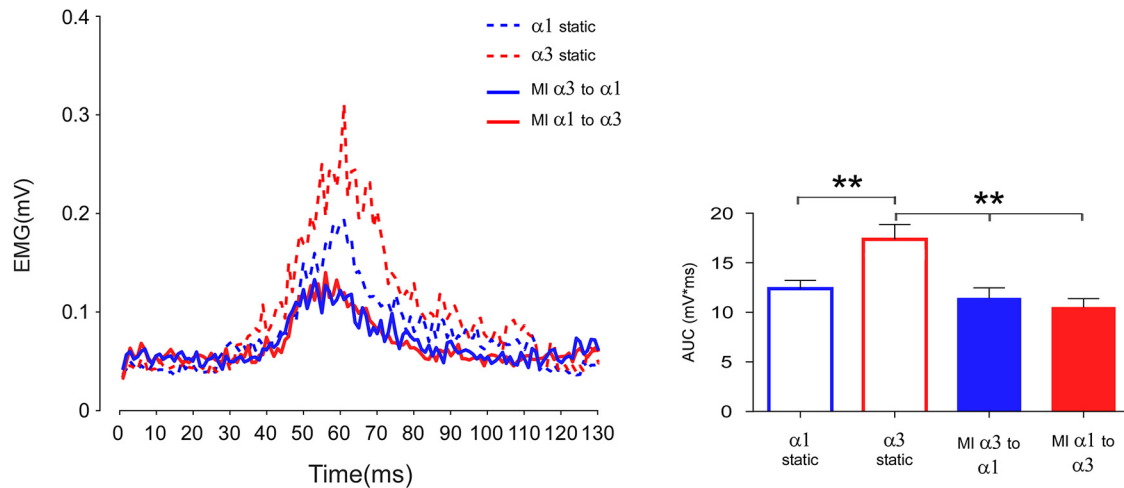 0.4
0.3
0.2
0.1
0
EMG(mV)
0 10 20 30 40 50 60 70 80 90 100 110 120 130
Time(ms)
α1 static
α3 static
MI α3 to α1
MI α1 to α3
** **
20
15
10
5
0
AUC (mV*ms)
α1 static
α3 static
MI α3 to α1
MI α1 to α3